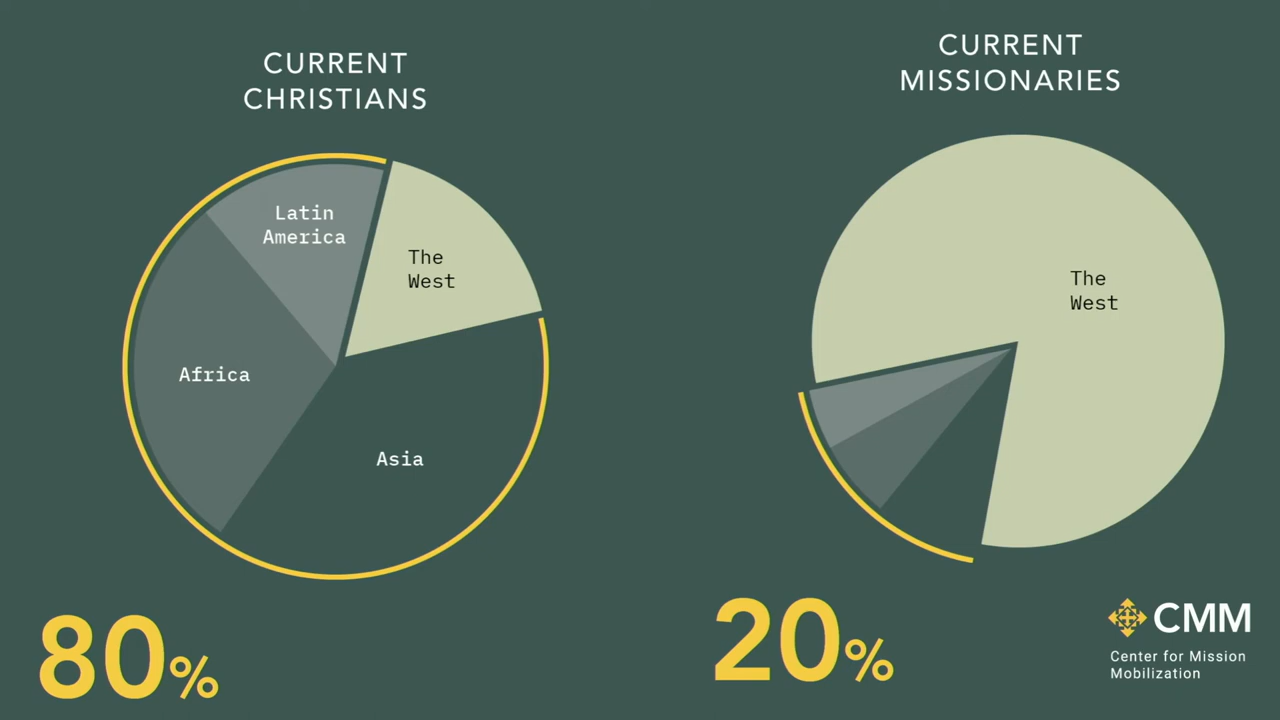 CURRENT
CHRISTIANS
Latin
America
The
West
Africa
Asia
80%
CURRENT
MISSIONARIES
The
West
20%
CMM
Center for Mission
Mobilization